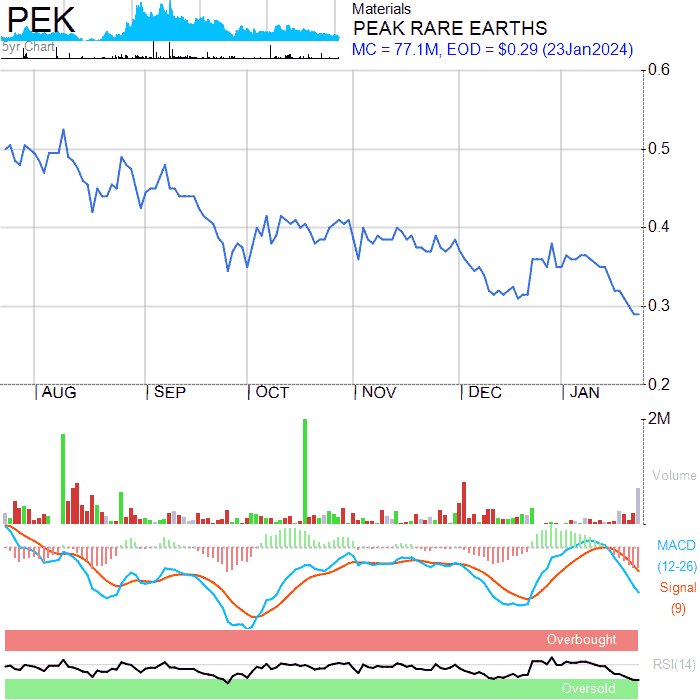 PEK
5yr Chart
Materials
PEAK RARE EARTHS
MC = 77.1M, EOD = $0.29 (23Jan2024)
0.6
0.5
0.4
0.3
0.2
AUG SEP OCT NOV DEC JAN
2M
Volume
MACD
(12-26)
Signal
(9)
Overbought
RSI(14)
Oversold